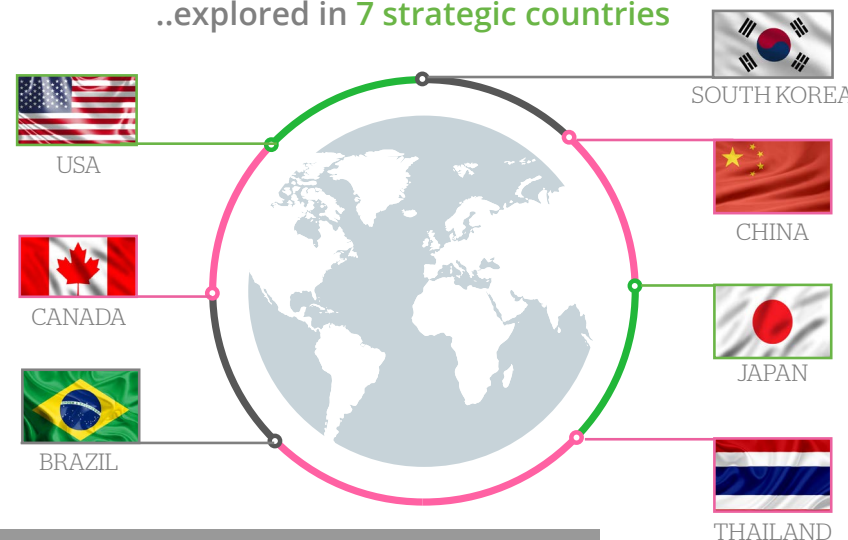 ..explored in 7 strategic countries
SOUTH KOREA
USA
CHINA
CANADA
JAPAN
BRAZIL
THAILAND